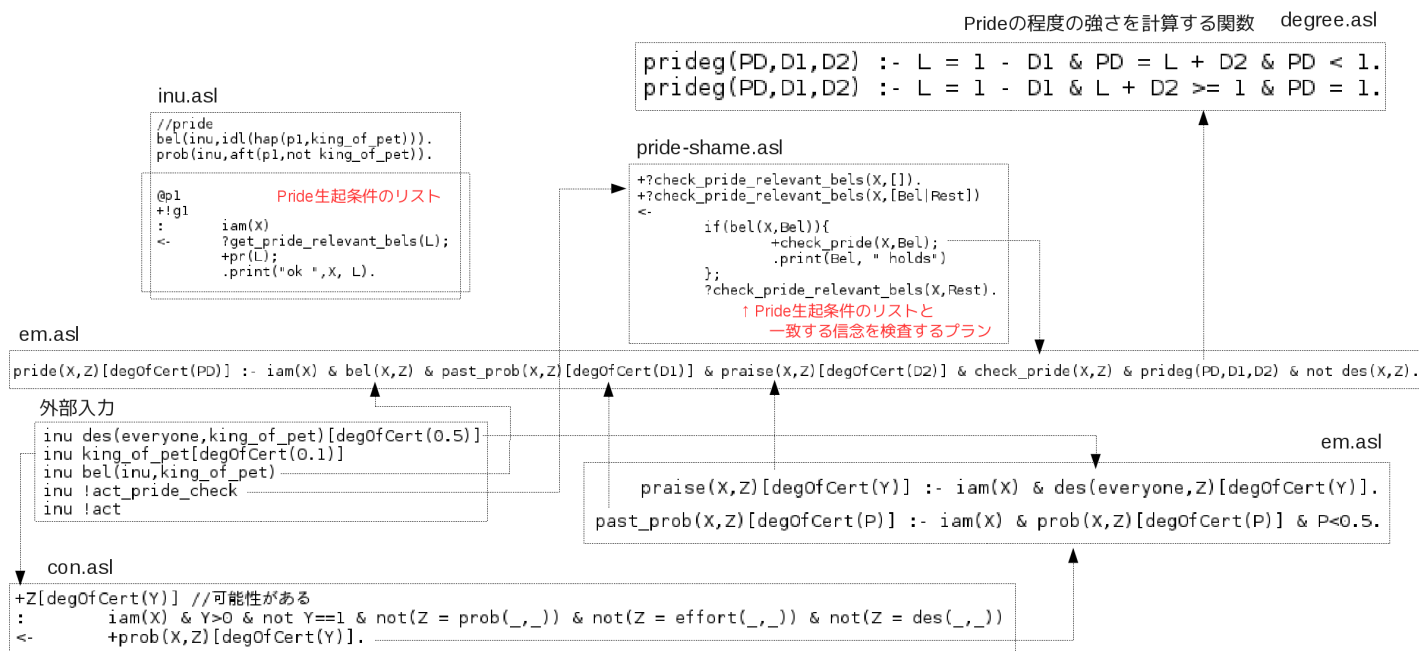 Prideの程度の強さを計算する関数 degree.asl
prideg(PD,D1,D2) :- L = 1 - D1 & PD = L + D2 & PD < 1.
prideg(PD,D1,D2) :- L = 1 - D1 & L + D2 >= 1 & PD = 1.
inu.asl
//pride
bel(inu,idl(hap(p1,king_of_pet))).
prob(inu,aft(p1,not king_of_pet)).
@p1
Pride生起条件のリスト
+!g1
: iam(X)
<- ?get_pride_relevant_bels(L);
+pr(L);
.print("ok ",X, L).
pride-shame.asl
+?check_pride_relevant_bels(X,[]).
+?check_pride_relevant_bels(X,[Bel|Rest])
<-
if(bel(X,Bel)){
+check_pride(X,Bel);
.print(Bel, " holds")
};
?check_pride_relevant_bels(X,Rest).
↑Pride生起条件のリストと
一致する信念を検査するプラン
em.asl
pride(X,Z)[degOfCert(PD)] :- iam(X) & bel(X,Z) & past_prob(X,Z)[degOfCert(D1)] & praise(X,Z)[degOfCert(D2)] & check_pride(X,Z) & prideg(PD,D1,D2) & not des(X,Z).
外部入力
inu des(everyone,king_of_pet)[degOfCert(0.5)]
inu king_of_pet[degOfCert(0.1)]
inu bel(inu,king_of_pet)
inu !act_pride_check
inu !act
em.asl
praise(X,Z)[degOfCert(Y)] :- iam(X) & des(everyone,Z)[degOfCert(Y)].
past_prob(X,Z)[degOfCert(P)] :- iam(X) & prob(X,Z)[degOfCert(P)] & P<0.5.
con.asl
+Z[degOfCert(Y)] //可能性がある
: iam(X) & Y>0 & not Y==1 & not(Z = prob(_,_)) & not(Z = effort(_,_)) & not(Z = des(_,_))
<- +prob(X,Z)[degOfCert(Y)].